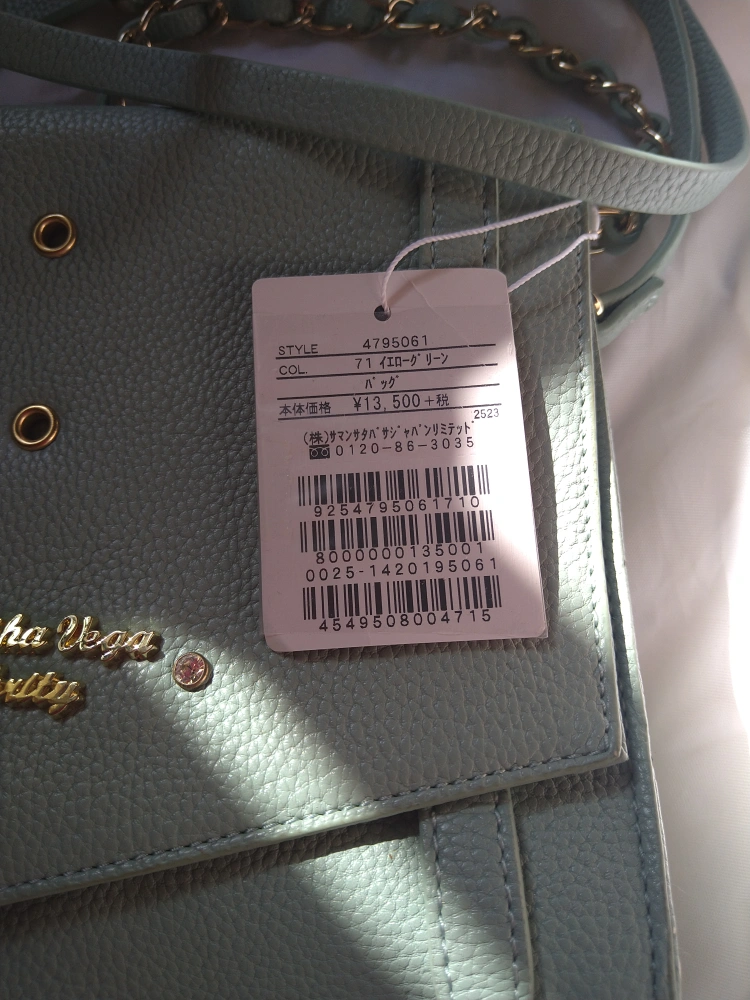 STYLE 4795061
COL. 71 ｲｴﾛｰｸﾞﾘｰﾝ
ﾊﾞｯｸﾞ
本体価格 ¥13,500+税
2523
(株)ｻﾏﾝｻﾀﾊﾞｻｼﾞｬﾊﾟﾝﾘﾐﾃｯﾄﾞ
0120-86-3035
9254795061710
8000000135001
0025-1420195061
4549508004715
ha Vega